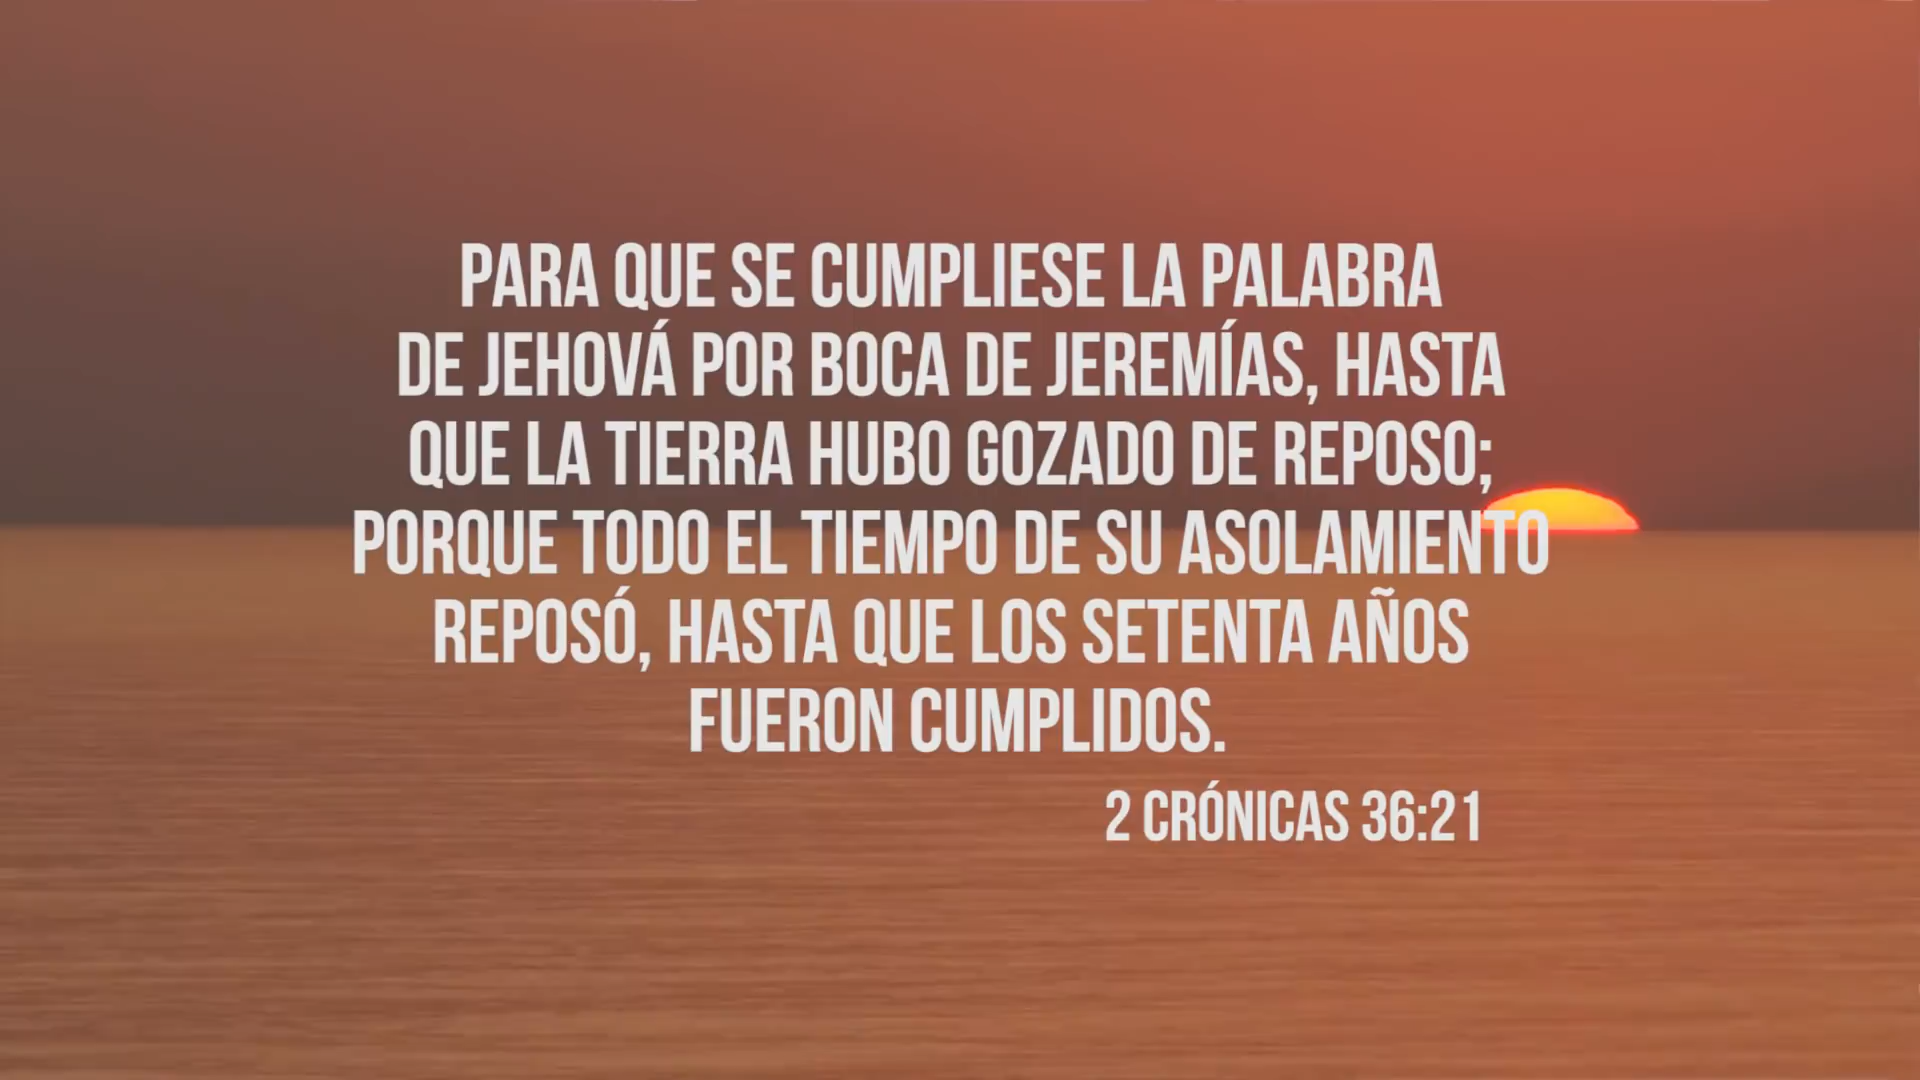 PARA QUE SE CUMPLIESE LA PALABRA
DE JEHOVÁ POR BOCA DE JEREMÍAS, HASTA
QUE LA TIERRA HUBO GOZADO DE REPOSO;
PORQUE TODO EL TIEMPO DE SU ASOLAMIENTO
REPOSÓ, HASTA QUE LOS SETENTA AÑOS
FUERON CUMPLIDOS.
2 CRÓNICAS 36:21